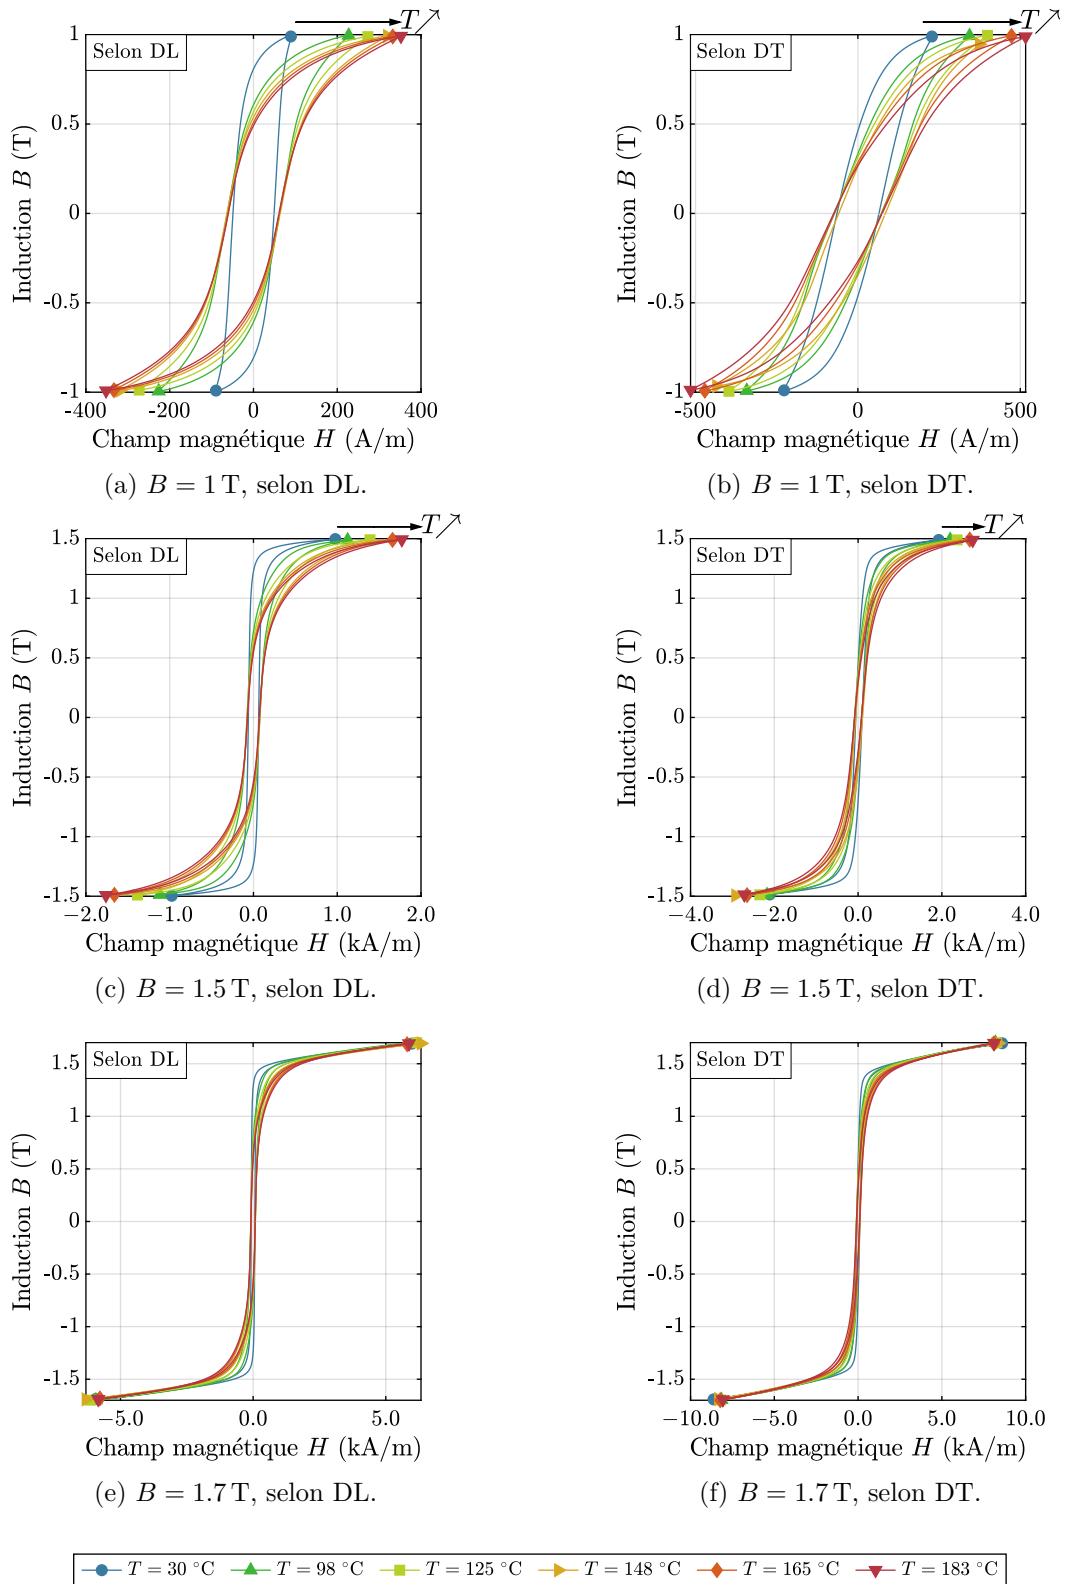 T↗ T↗
Selon DL Selon DT
1 0.5 0 -0.5 -1
-400 -200 0 200 400
Induction B (T)
Champ magnétique H (A/m)
(a) B = 1 T, selon DL.
1 0.5 0 -0.5 -1
-500 0 500
Induction B (T)
Champ magnétique H (A/m)
(b) B = 1 T, selon DT.
T↗ T↗
Selon DL Selon DT
1.5 1 0.5 0 -0.5 -1 -1.5
−2.0 −1.0 0.0 1.0 2.0
Induction B (T)
Champ magnétique H (kA/m)
(c) B = 1.5 T, selon DL.
1.5 1 0.5 0 -0.5 -1 -1.5
−4.0 −2.0 0.0 2.0 4.0
Induction B (T)
Champ magnétique H (kA/m)
(d) B = 1.5 T, selon DT.
Selon DL Selon DT
1.5 1 0.5 0 -0.5 -1 -1.5
−5.0 0.0 5.0
Induction B (T)
Champ magnétique H (kA/m)
(e) B = 1.7 T, selon DL.
1.5 1 0.5 0 -0.5 -1 -1.5
−10.0 −5.0 0.0 5.0 10.0
Induction B (T)
Champ magnétique H (kA/m)
(f) B = 1.7 T, selon DT.
T = 30 °C T = 98 °C T = 125 °C T = 148 °C T = 165 °C T = 183 °C